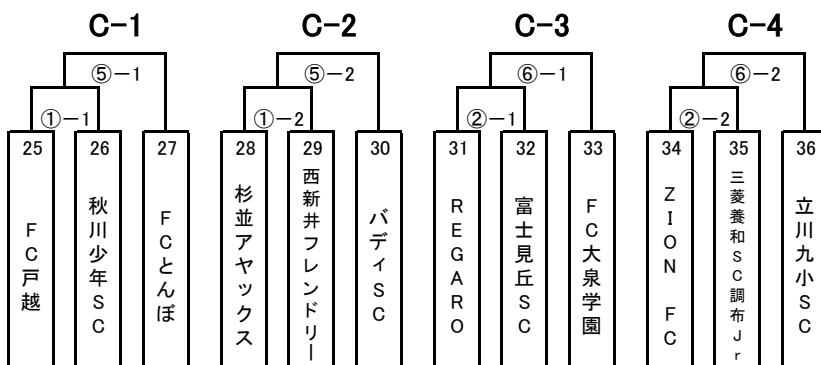 C-1
C-2
C-3
C-4
⑤-1
⑤-2
⑥-1
⑥-2
①-1
①-2
②-1
②-2
25
26
27
28
29
30
31
32
33
34
35
36
FC戸越
秋川少年SC
FCとんぼ
杉並アヤックス
西新井フレンドリー
バディSC
REGARO
富士見丘SC
FC大泉学園
ZION FC
三菱養和SC調布Jr
立川九小SC